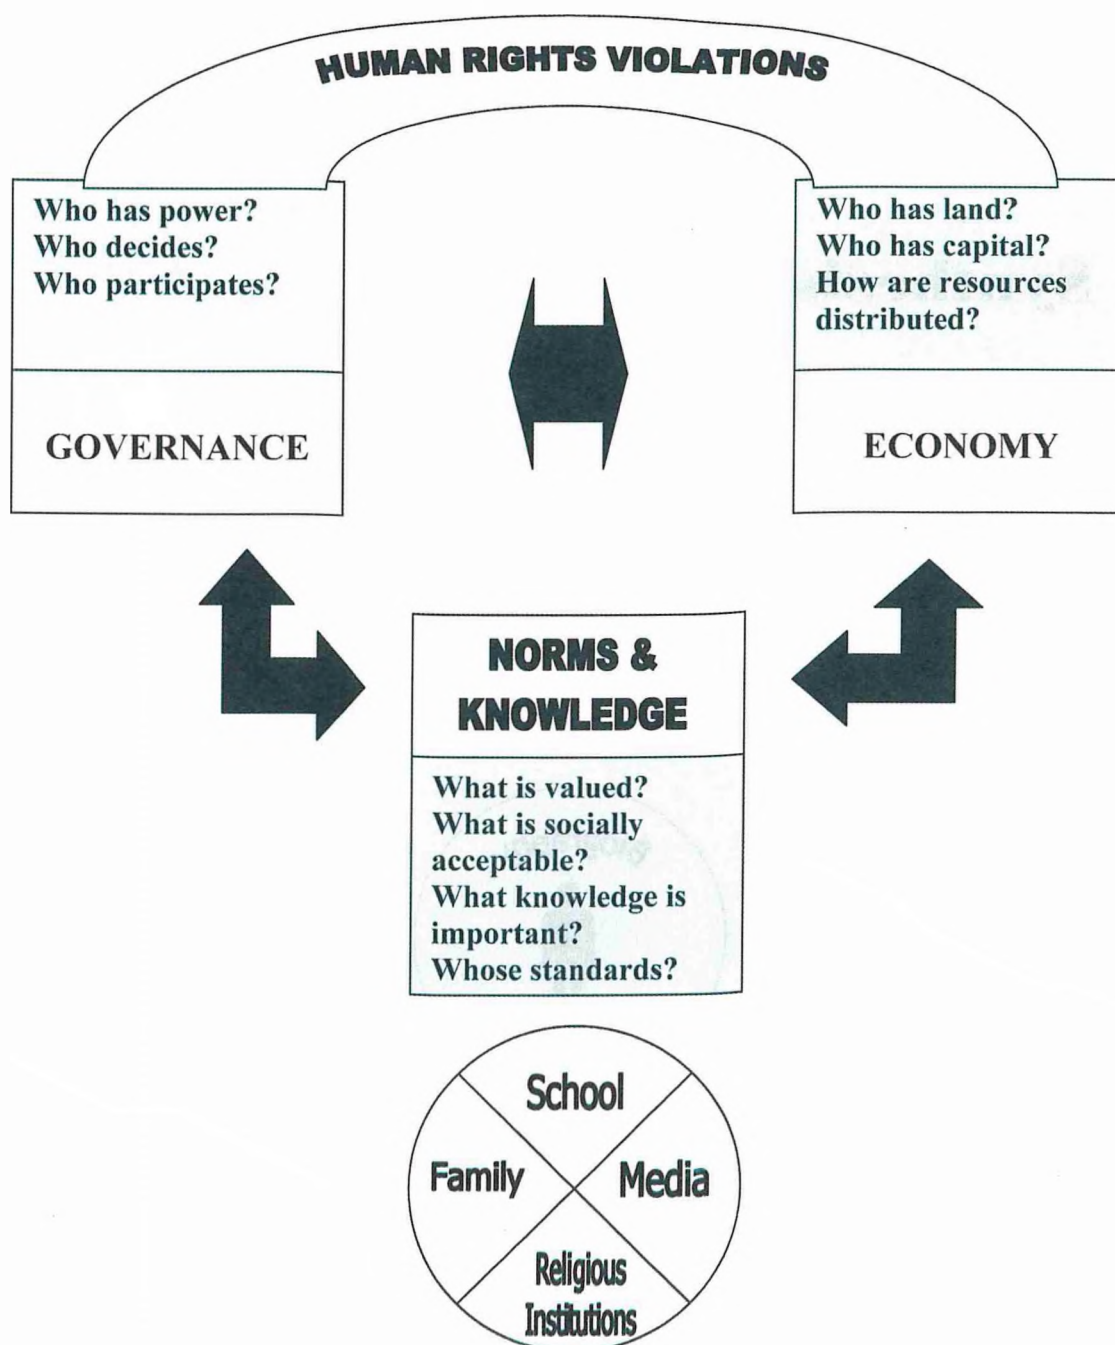 HUMAN RIGHTS VIOLATIONS
Who has power?
Who decides?
Who participates?
GOVERNANCE
Who has land?
Who has capital?
How are resources
distributed?
ECONOMY
NORMS &
KNOWLEDGE
What is valued?
What is socially
acceptable?
What knowledge is
important?
Whose standards?
School
Family
Media
Religious
Institutions